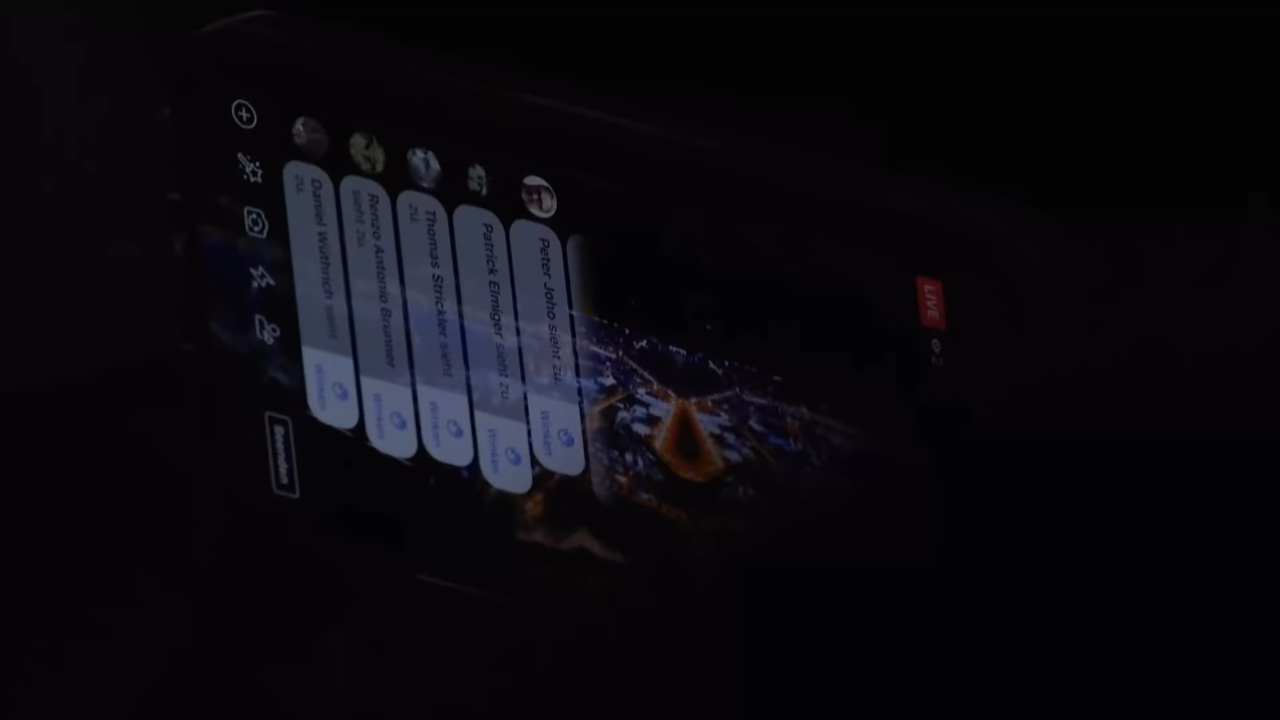 LIVE
Peter Joho sieht zu.
Winken
Patrick Elmiger sieht zu.
Winken
Thomas Strickler sieht
zu.
Winken
Renzo Antonio Brunner
sieht zu.
Winken
Daniel Wüthrich sieht
zu.
Winken
Beenden